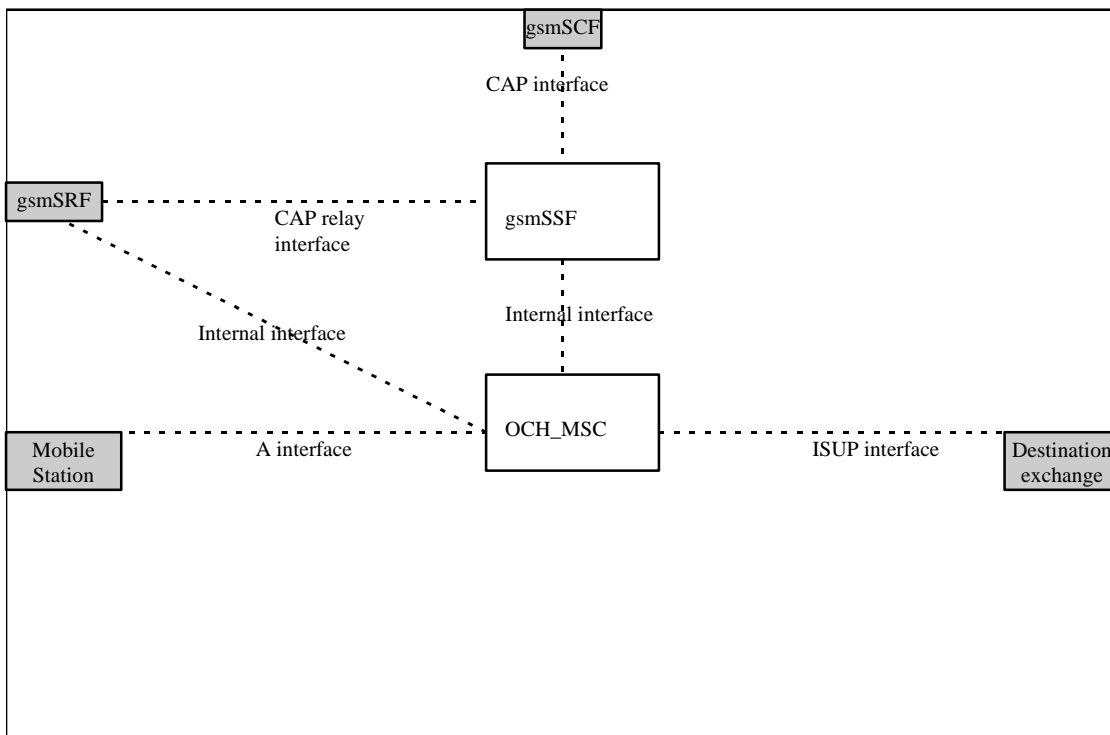 gsmSCF
CAP interface
gsmSRF
CAP relay
interface
gsmSSF
Internal interface
Internal interface
Mobile
Station
A interface
OCH_MSC
ISUP interface
Destination
exchange